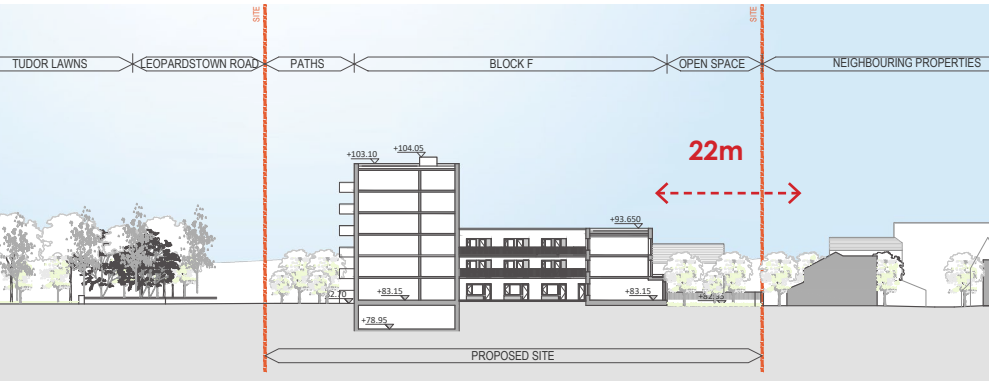 SITE
SITE
TUDOR LAWNS
LEOPARDSTOWN ROAD
PATHS
BLOCK F
OPEN SPACE
NEIGHBOURING PROPERTIES
22m
+103.10
+104.05
+93.650
+83.15
+83.15
+78.95
PROPOSED SITE